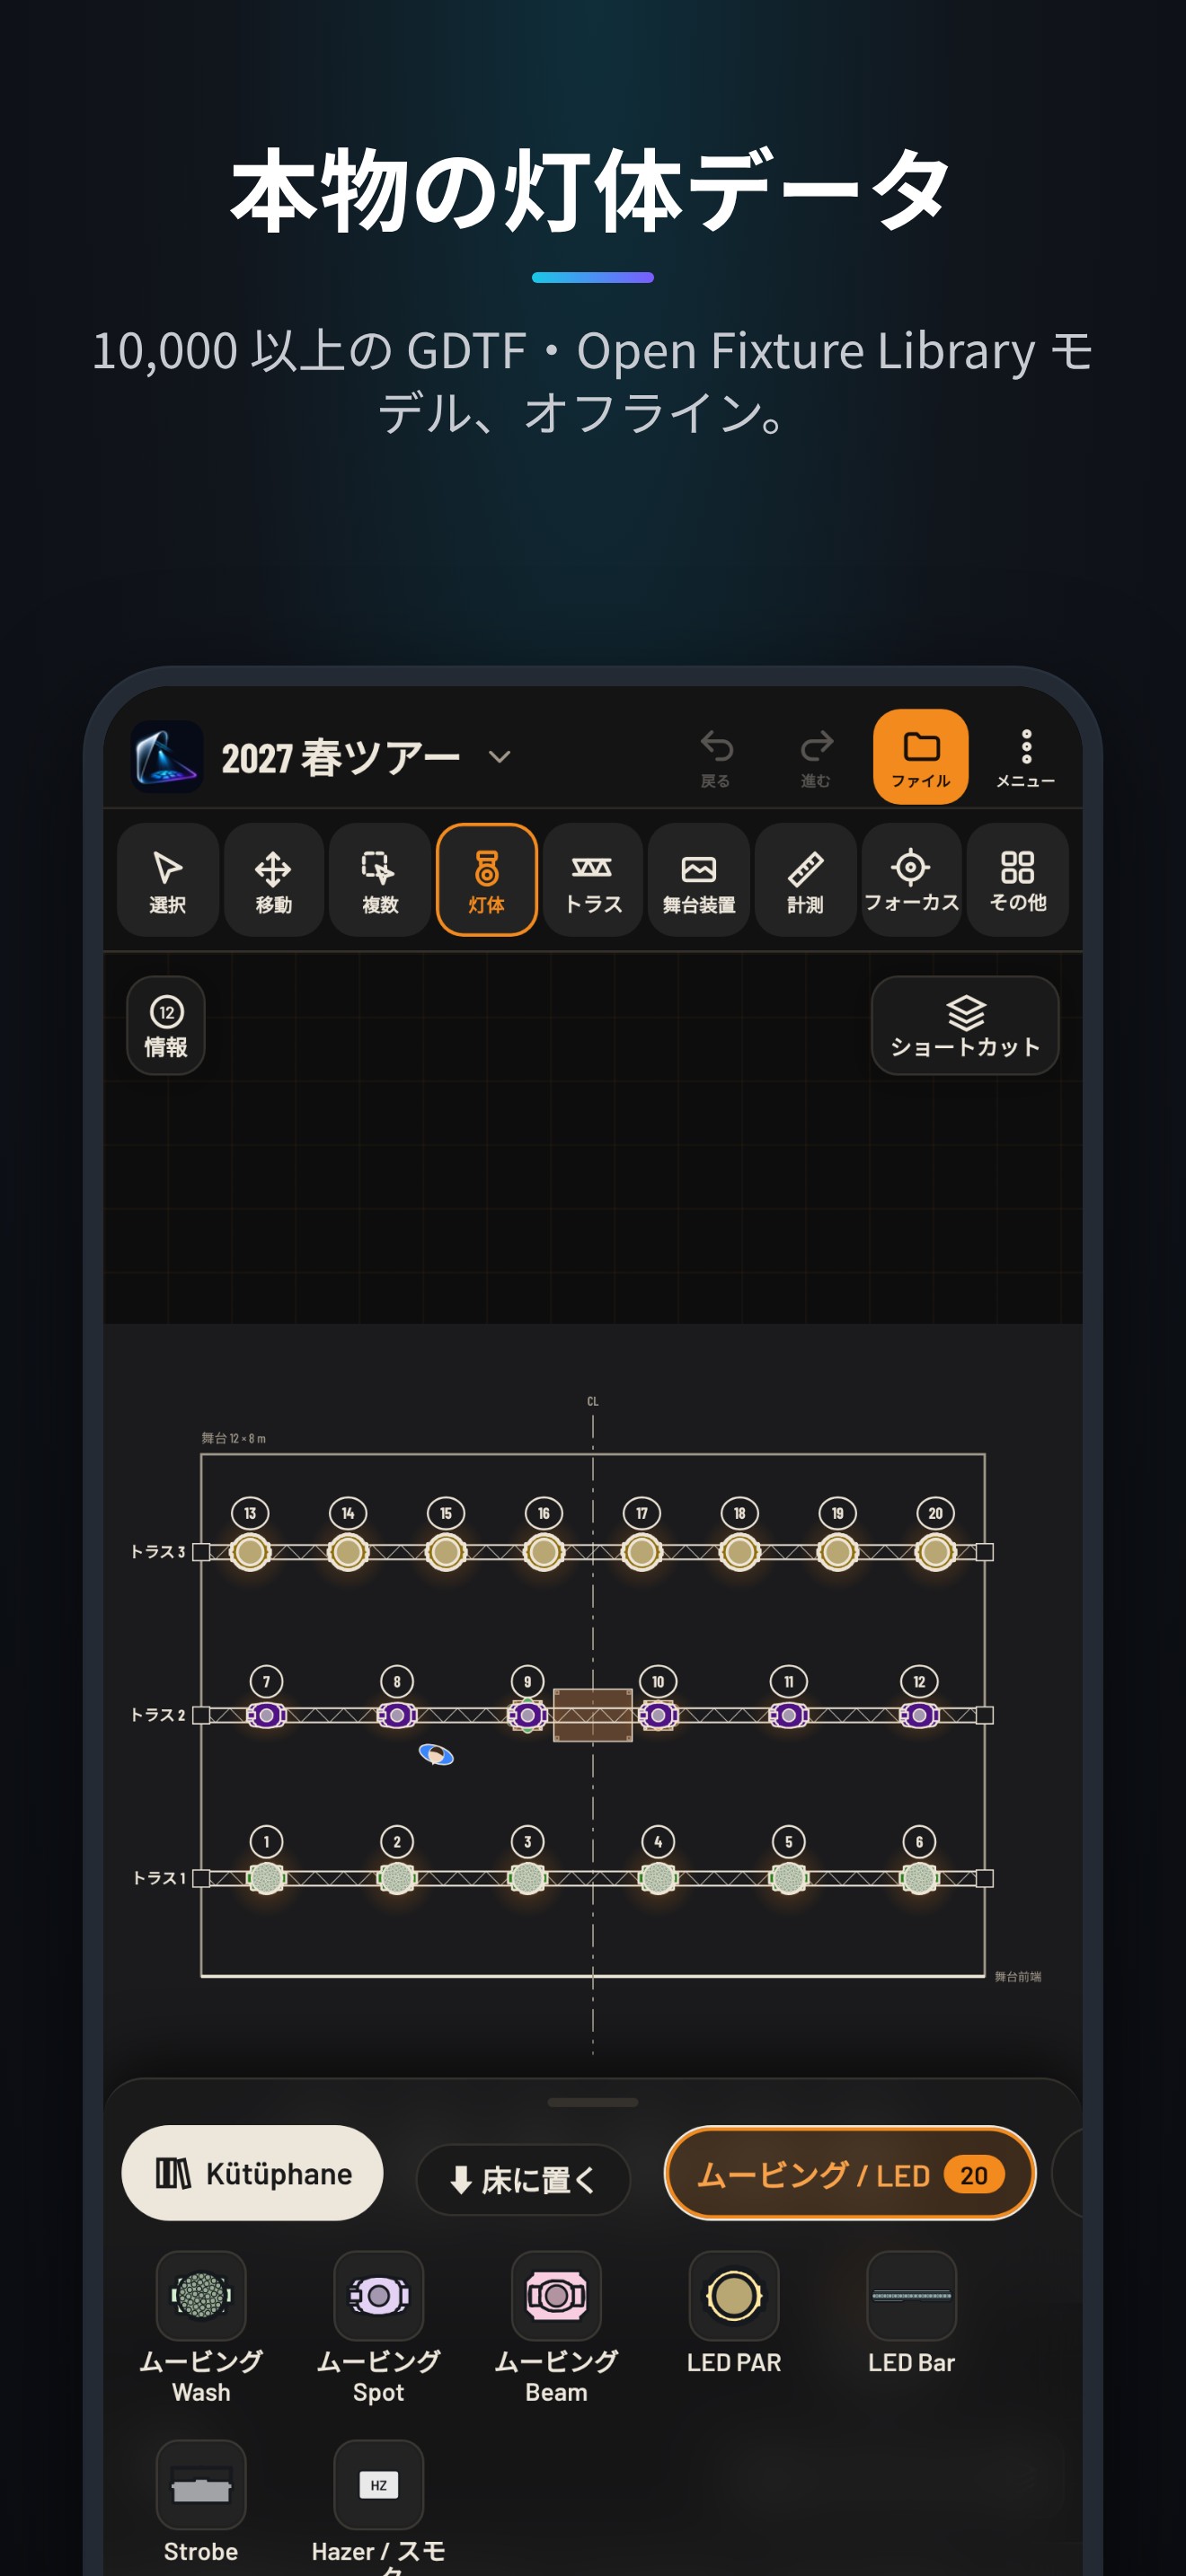 本物の灯体データ
10,000 以上の GDTF・Open Fixture Library モ
デル、オフライン。
2027 春ツアー
戻る
進む
ファイル
メニュー
選択
移動
複数
灯体
トラス
舞台装置
計測
フォーカス
その他
12
情報
ショートカット
CL
舞台 12 × 8 m
13 14 15 16 17 18 19 20
トラス 3
7 8 9 10 11 12
トラス 2
1 2 3 4 5 6
トラス 1
舞台前端
Kütüphane
⬇床に置く
ムービング / LED 20
ムービング
Wash
ムービング
Spot
ムービング
Beam
LED PAR
LED Bar
Strobe
HZ
Hazer / スモ